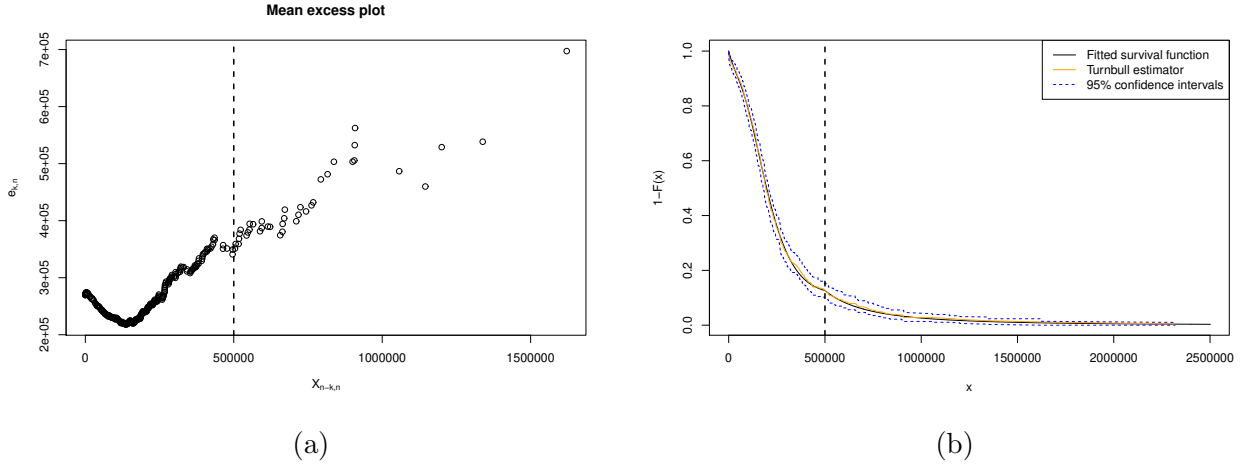 Mean excess plot
7e+05
6e+05
5e+05
4e+05
3e+05
2e+05
e_{k,n}
0
500000
1000000
1500000
X_{n−k,n}
(a)
1.0
0.8
0.6
0.4
0.2
0.0
1−F(x)
Fitted survival function
Turnbull estimator
95% confidence intervals
0
500000
1000000
1500000
2000000
2500000
x
(b)